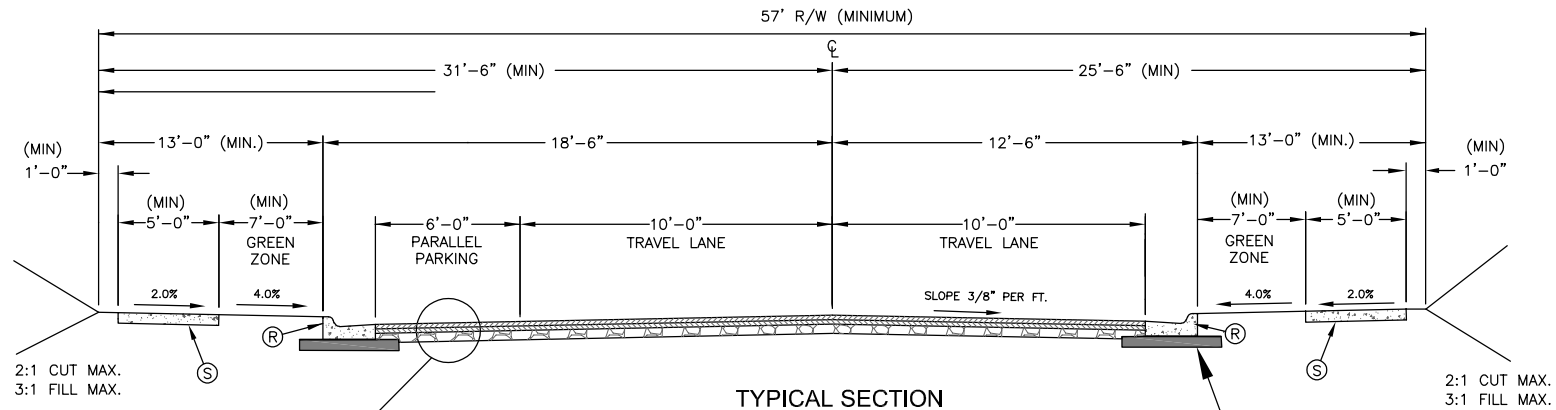 57' R/W (MINIMUM)
℄
31'-6" (MIN) 25'-6" (MIN)
(MIN) 13'-0" (MIN.) 18'-6" 12'-6" 13'-0" (MIN.) (MIN)
1'-0" 1'-0"
(MIN) (MIN) (MIN) (MIN)
5'-0" 7'-0" 6'-0" 10'-0" 10'-0" 7'-0" 5'-0"
GREEN PARALLEL TRAVEL LANE TRAVEL LANE GREEN
ZONE PARKING ZONE
2.0% 4.0% SLOPE 3/8" PER FT. 4.0% 2.0%
R R
S S
2:1 CUT MAX. 2:1 CUT MAX.
3:1 FILL MAX. 3:1 FILL MAX.
TYPICAL SECTION